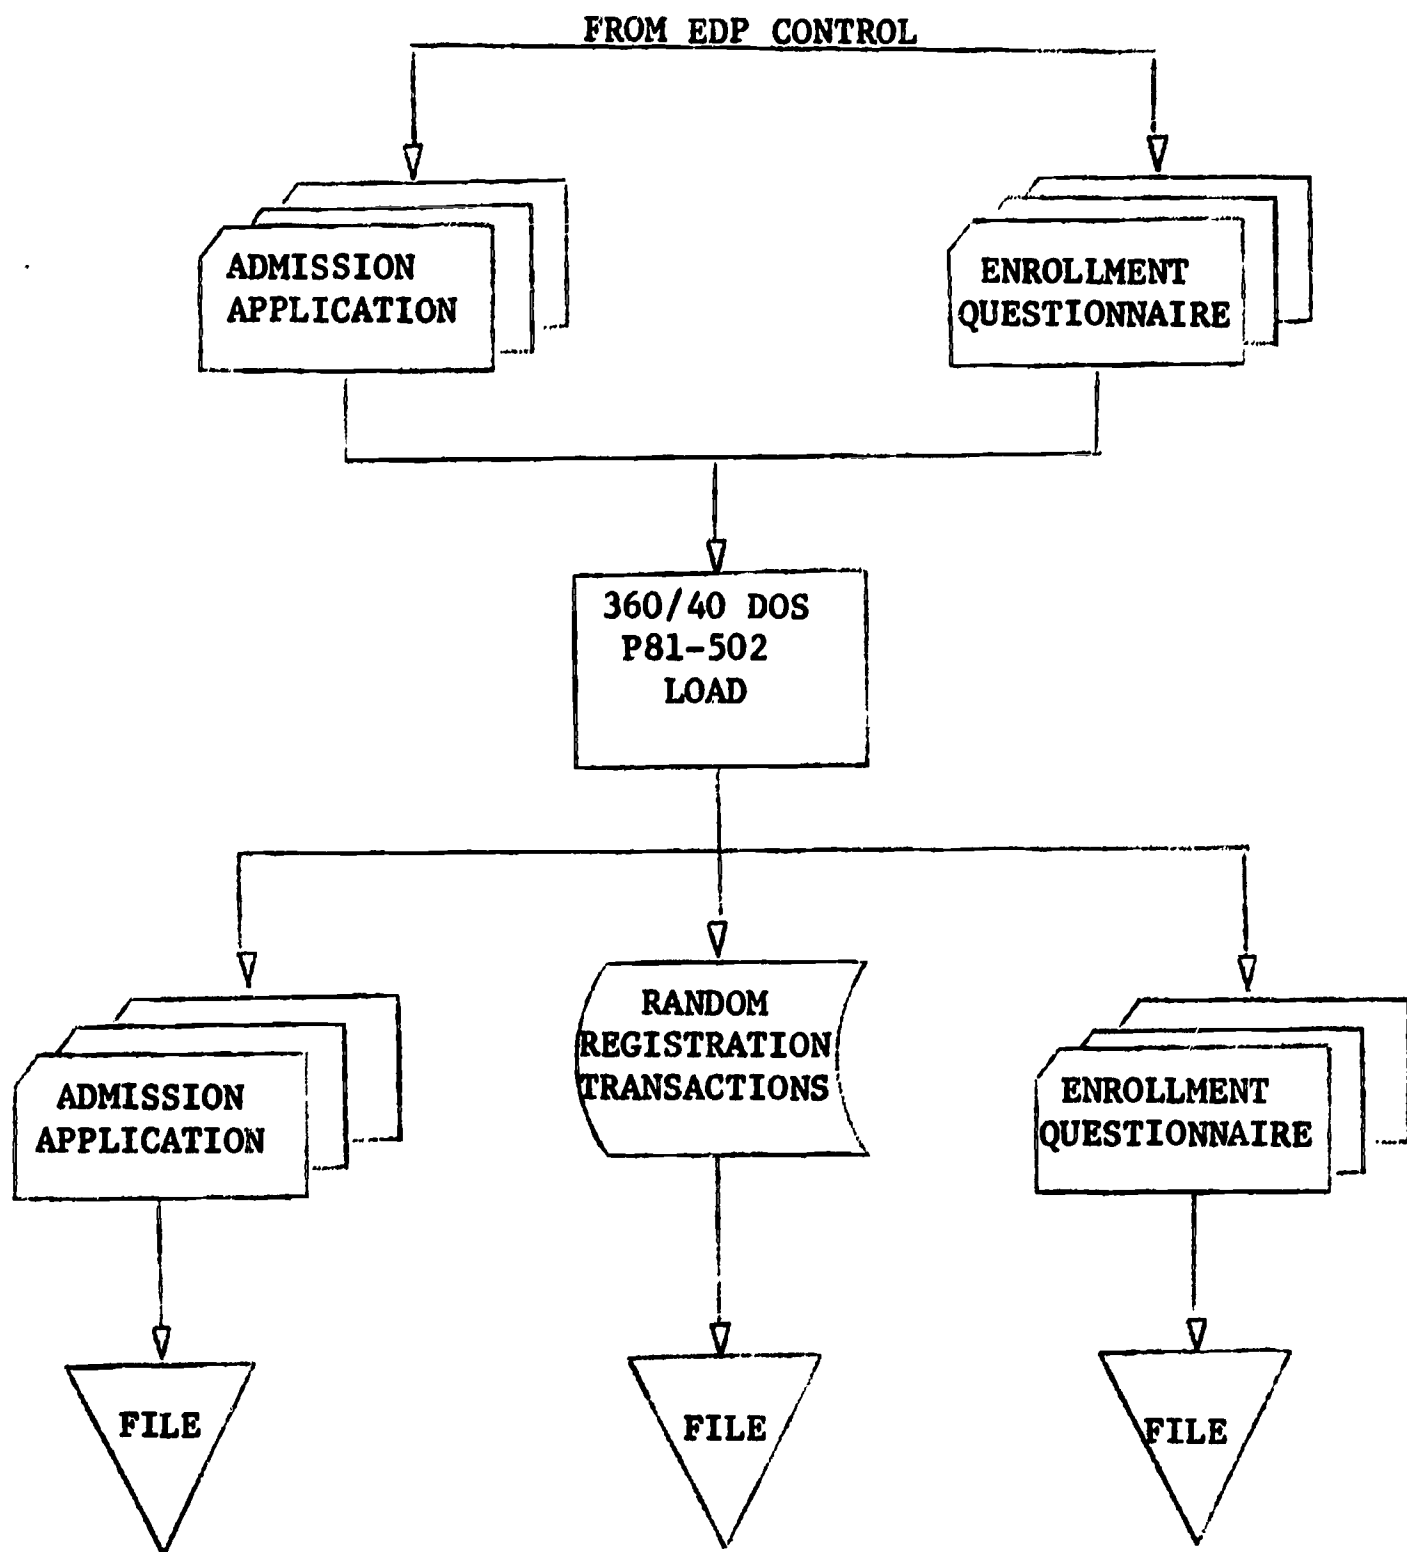 FROM EDP CONTROL
ADMISSION
APPLICATION
ENROLLMENT
QUESTIONNAIRE
360/40 DOS
P81-502
LOAD
ADMISSION
APPLICATION
RANDOM
REGISTRATION
TRANSACTIONS
ENROLLMENT
QUESTIONNAIRE
FILE
FILE
FILE